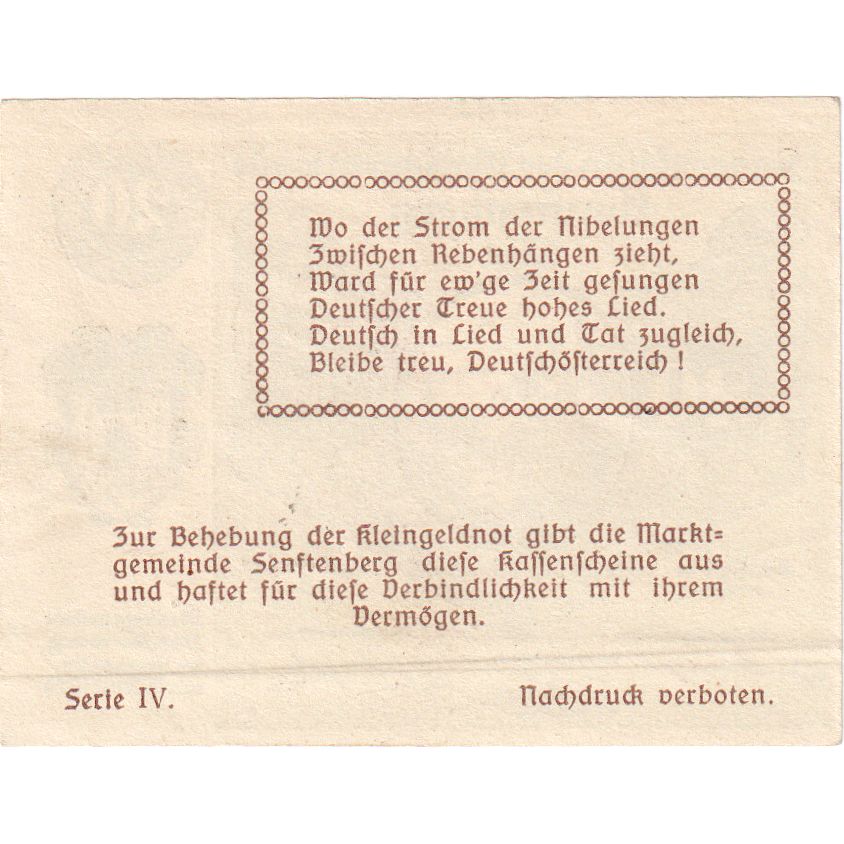 Wo der Strom der Nibelungen
Zwiſchen Rebenhängen zieht,
Ward für ew'ge Zeit geſungen
Deutſcher Treue hohes Lied.
Deutſch in Lied und Tat zugleich,
Bleibe treu, Deutſchöſterreich !
Zur Behebung der Kleingeldnot gibt die Markt=
gemeinde Senftenberg dieſe Kaſſenſcheine aus
und haftet für dieſe Verbindlichkeit mit ihrem
Vermögen.
Serie IV.
Nachdruck verboten.